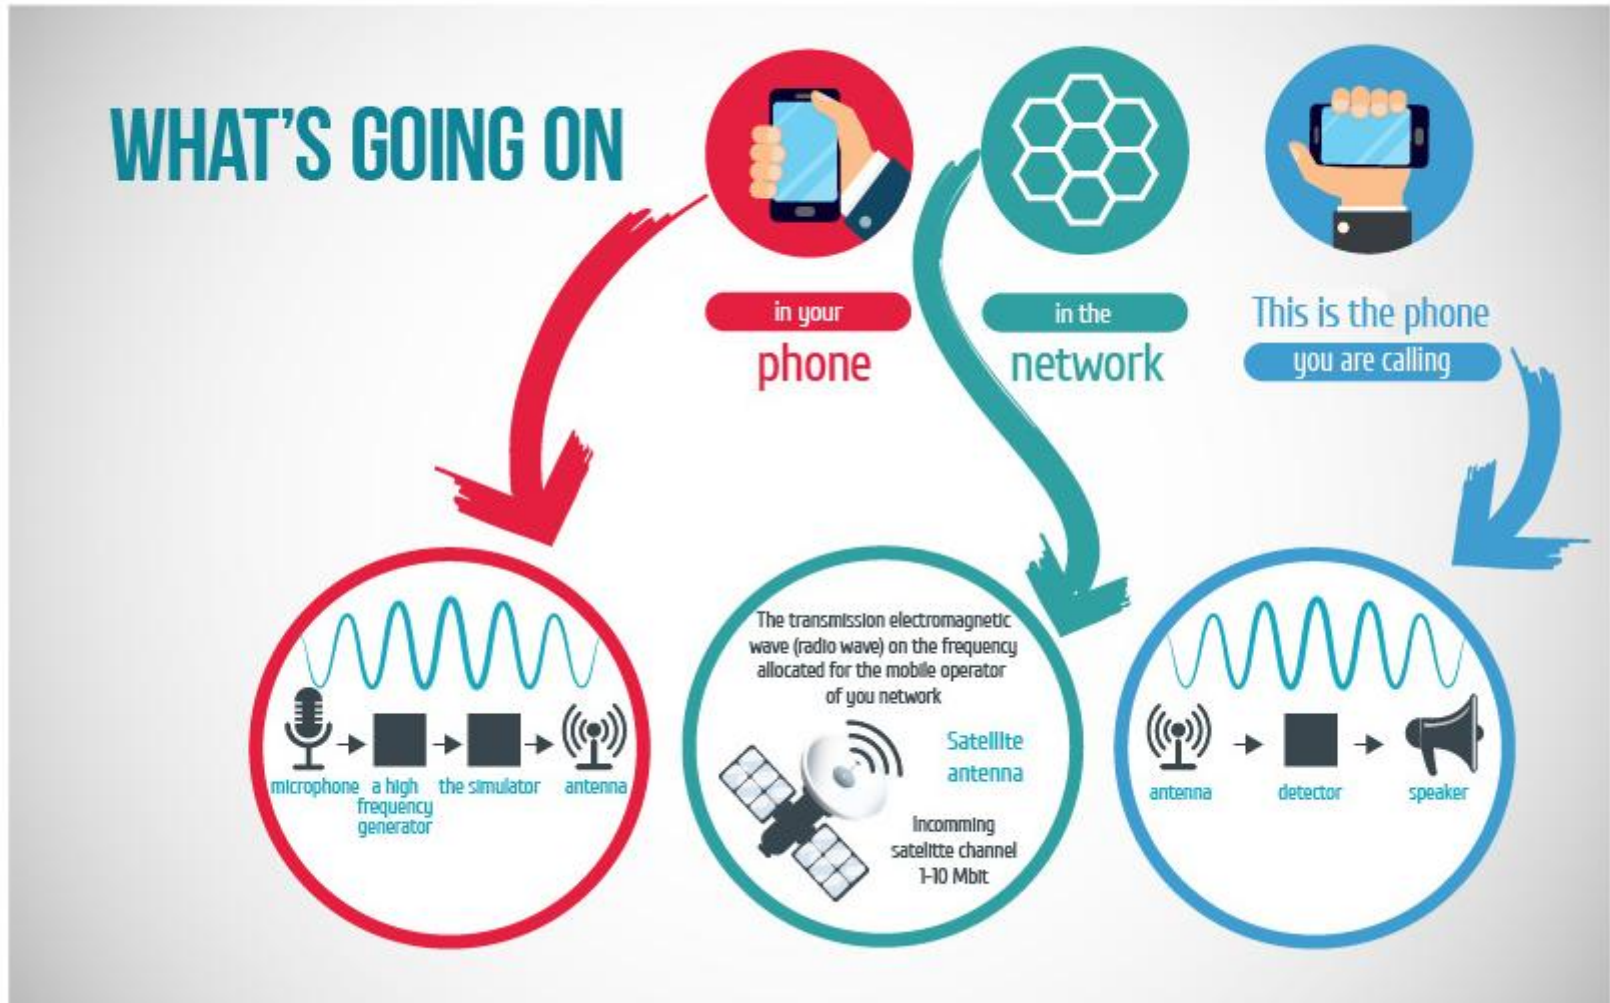 WHAT'S GOING ON
in your
phone
in the
network
This is the phone
you are calling
microphone
a high
frequency
generator
the simulator
antenna
The transmission electromagnetic
wave (radio wave) on the frequency
allocated for the mobile operator
of you network
Satellite
antenna
Incomming
satelitte channel
1-10 Mbit
antenna
detector
speaker